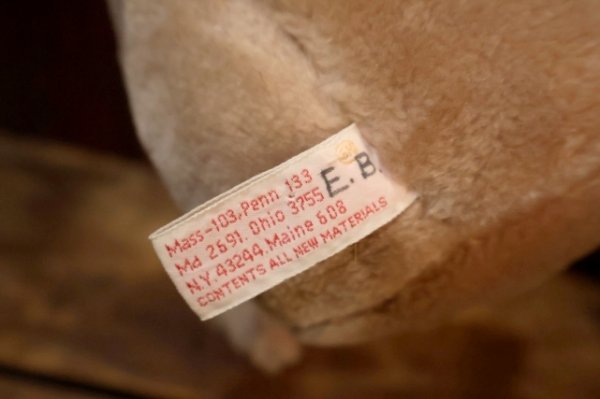 Mass-103, Penn 133
Md 2691, Ohio 3755
N.Y. 43244, Maine 608
CONTENTS ALL NEW MATERIALS
E.B.